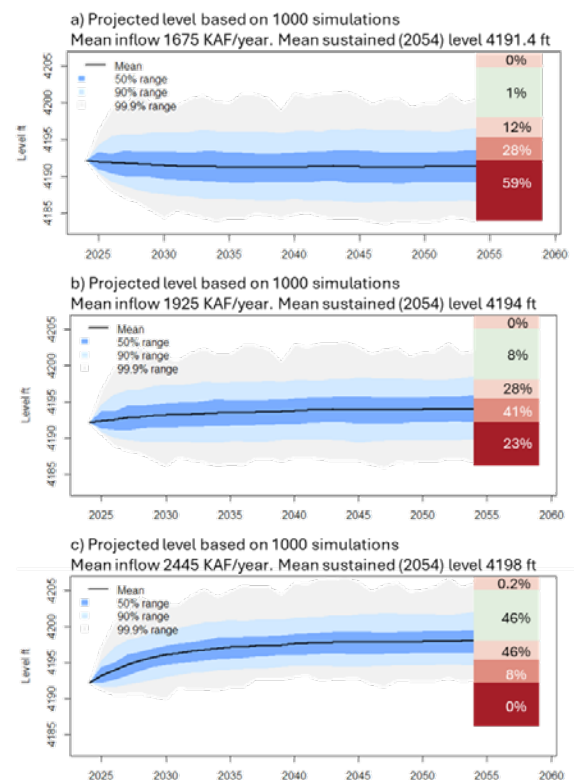 a) Projected level based on 1000 simulations
Mean inflow 1675 KAF/year. Mean sustained (2054) level 4191.4 ft
Level ft
4205
4200
4195
4190
4185
Mean
50% range
90% range
99.9% range
0%
1%
12%
28%
59%
2025 2030 2035 2040 2045 2050 2055 2060
b) Projected level based on 1000 simulations
Mean inflow 1925 KAF/year. Mean sustained (2054) level 4194 ft
Level ft
4205
4200
4195
4190
4185
Mean
50% range
90% range
99.9% range
0%
8%
28%
41%
23%
2025 2030 2035 2040 2045 2050 2055 2060
c) Projected level based on 1000 simulations
Mean inflow 2445 KAF/year. Mean sustained (2054) level 4198 ft
Level ft
4205
4200
4195
4190
4185
Mean
50% range
90% range
99.9% range
0.2%
46%
46%
8%
0%
2025 2030 2035 2040 2045 2050 2055 2060